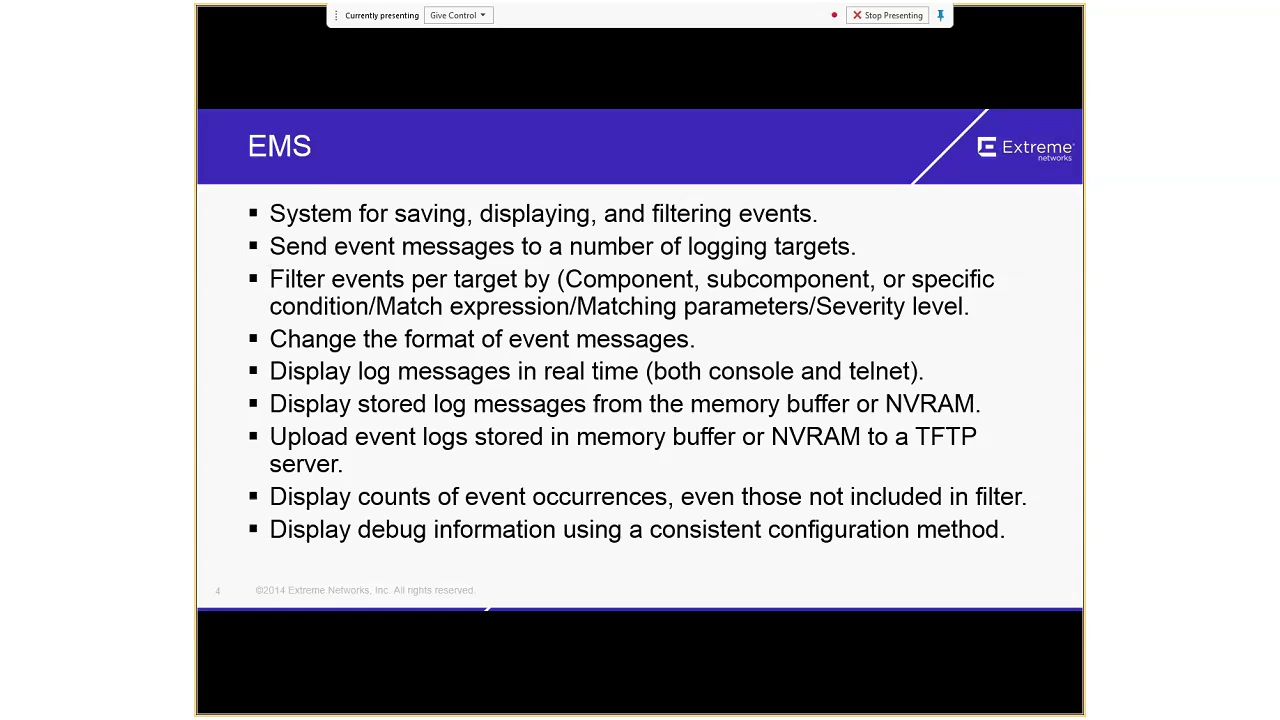 Currently presenting
Give Control
Stop Presenting
EMS
Extreme
networks
▪ System for saving, displaying, and filtering events.
▪ Send event messages to a number of logging targets.
▪ Filter events per target by (Component, subcomponent, or specific
condition/Match expression/Matching parameters/Severity level.
▪ Change the format of event messages.
▪ Display log messages in real time (both console and telnet).
▪ Display stored log messages from the memory buffer or NVRAM.
▪ Upload event logs stored in memory buffer or NVRAM to a TFTP
server.
▪ Display counts of event occurrences, even those not included in filter.
▪ Display debug information using a consistent configuration method.
4
©2014 Extreme Networks, Inc. All rights reserved.